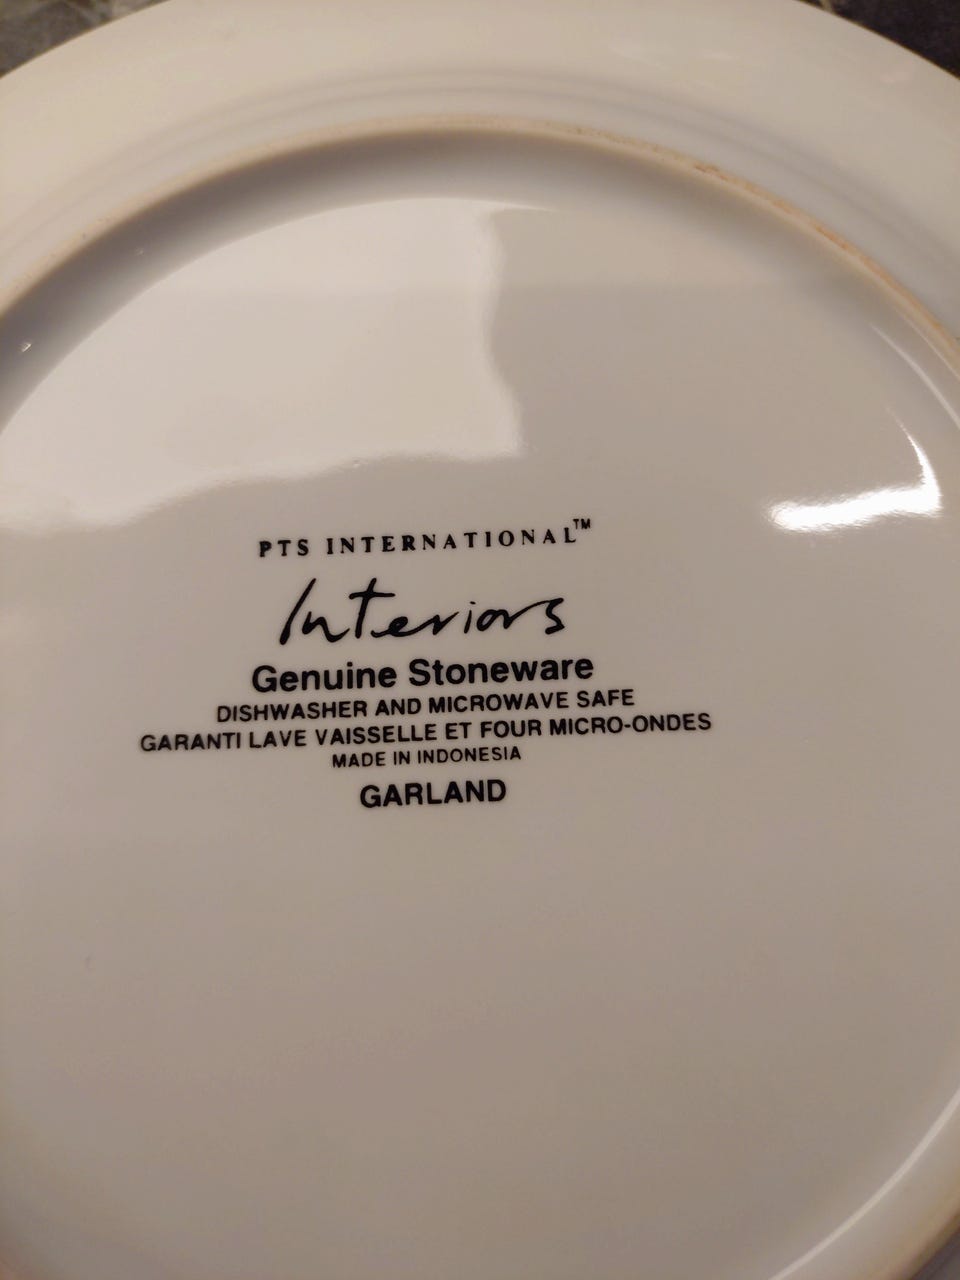 PTS INTERNATIONAL™
Interiors
Genuine Stoneware
DISHWASHER AND MICROWAVE SAFE
GARANTI LAVE VAISSELLE ET FOUR MICRO-ONDES
MADE IN INDONESIA
GARLAND